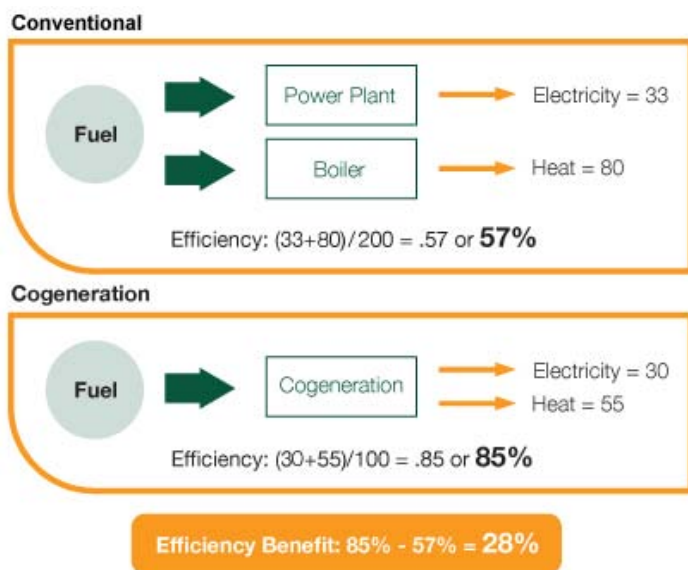 Conventional
Fuel
Power Plant
Electricity = 33
Boiler
Heat = 80
Efficiency: (33+80)/200 = .57 or 57%
Cogeneration
Fuel
Cogeneration
Electricity = 30
Heat = 55
Efficiency: (30+55)/100 = .85 or 85%
Efficiency Benefit: 85% - 57% = 28%